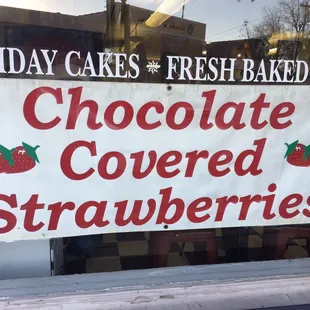 IDAY CAKES * FRESH BAKED
Chocolate
Covered
Strawberries